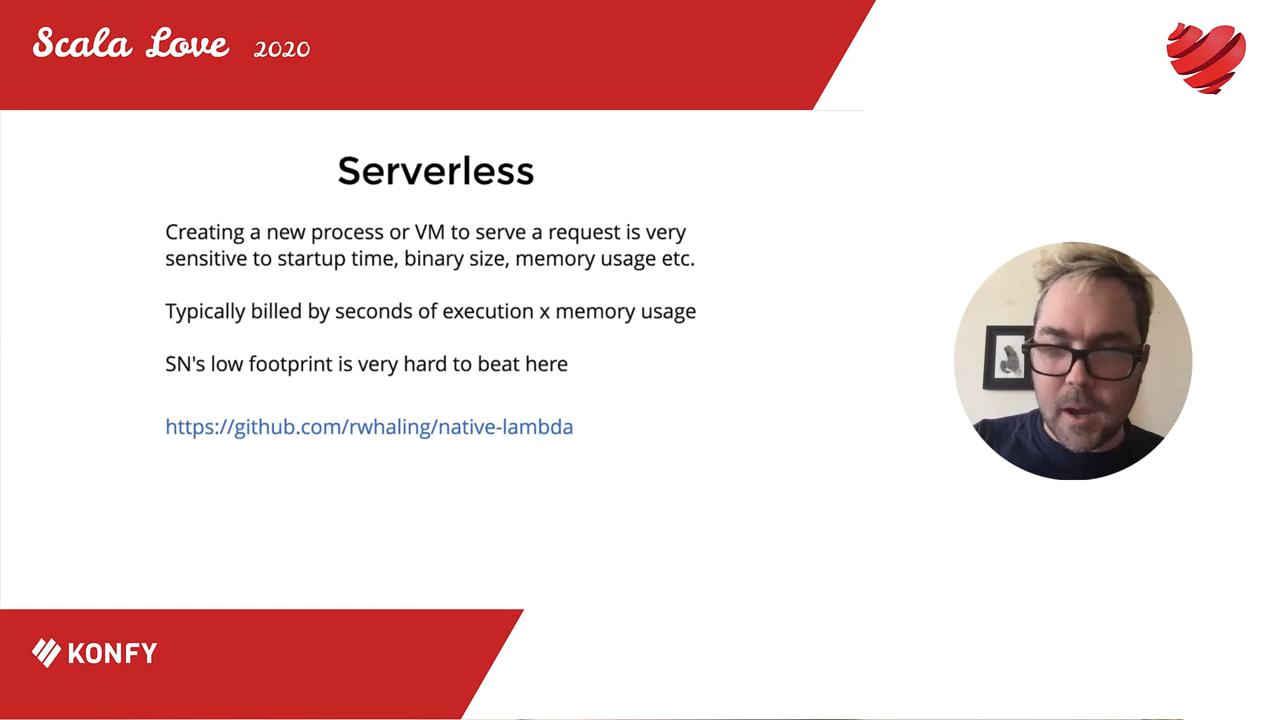 Scala Love 2020
Serverless
Creating a new process or VM to serve a request is very
sensitive to startup time, binary size, memory usage etc.
Typically billed by seconds of execution x memory usage
SN's low footprint is very hard to beat here
https://github.com/rwhaling/native-lambda
KONFY